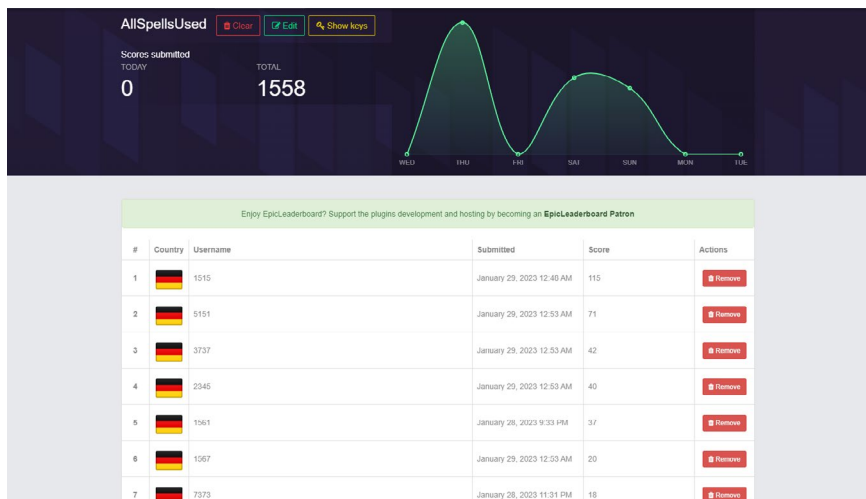 AllSpellsUsed Clear Edit Show keys
Scores submitted
TODAY TOTAL
0 1558
WED THU FRI SAT SUN MON TUE
Enjoy EpicLeaderboard? Support the plugins development and hosting by becoming an EpicLeaderboard Patron
# Country Username Submitted Score Actions
1 1515 January 29, 2023 12:48 AM 115 Remove
2 5151 January 29, 2023 12:53 AM 71 Remove
3 3737 January 29, 2023 12:53 AM 42 Remove
4 2345 January 29, 2023 12:53 AM 40 Remove
5 1561 January 28, 2023 9:33 PM 37 Remove
6 1567 January 29, 2023 12:53 AM 20 Remove
7 7373 January 28, 2023 11:31 PM 18 Remove